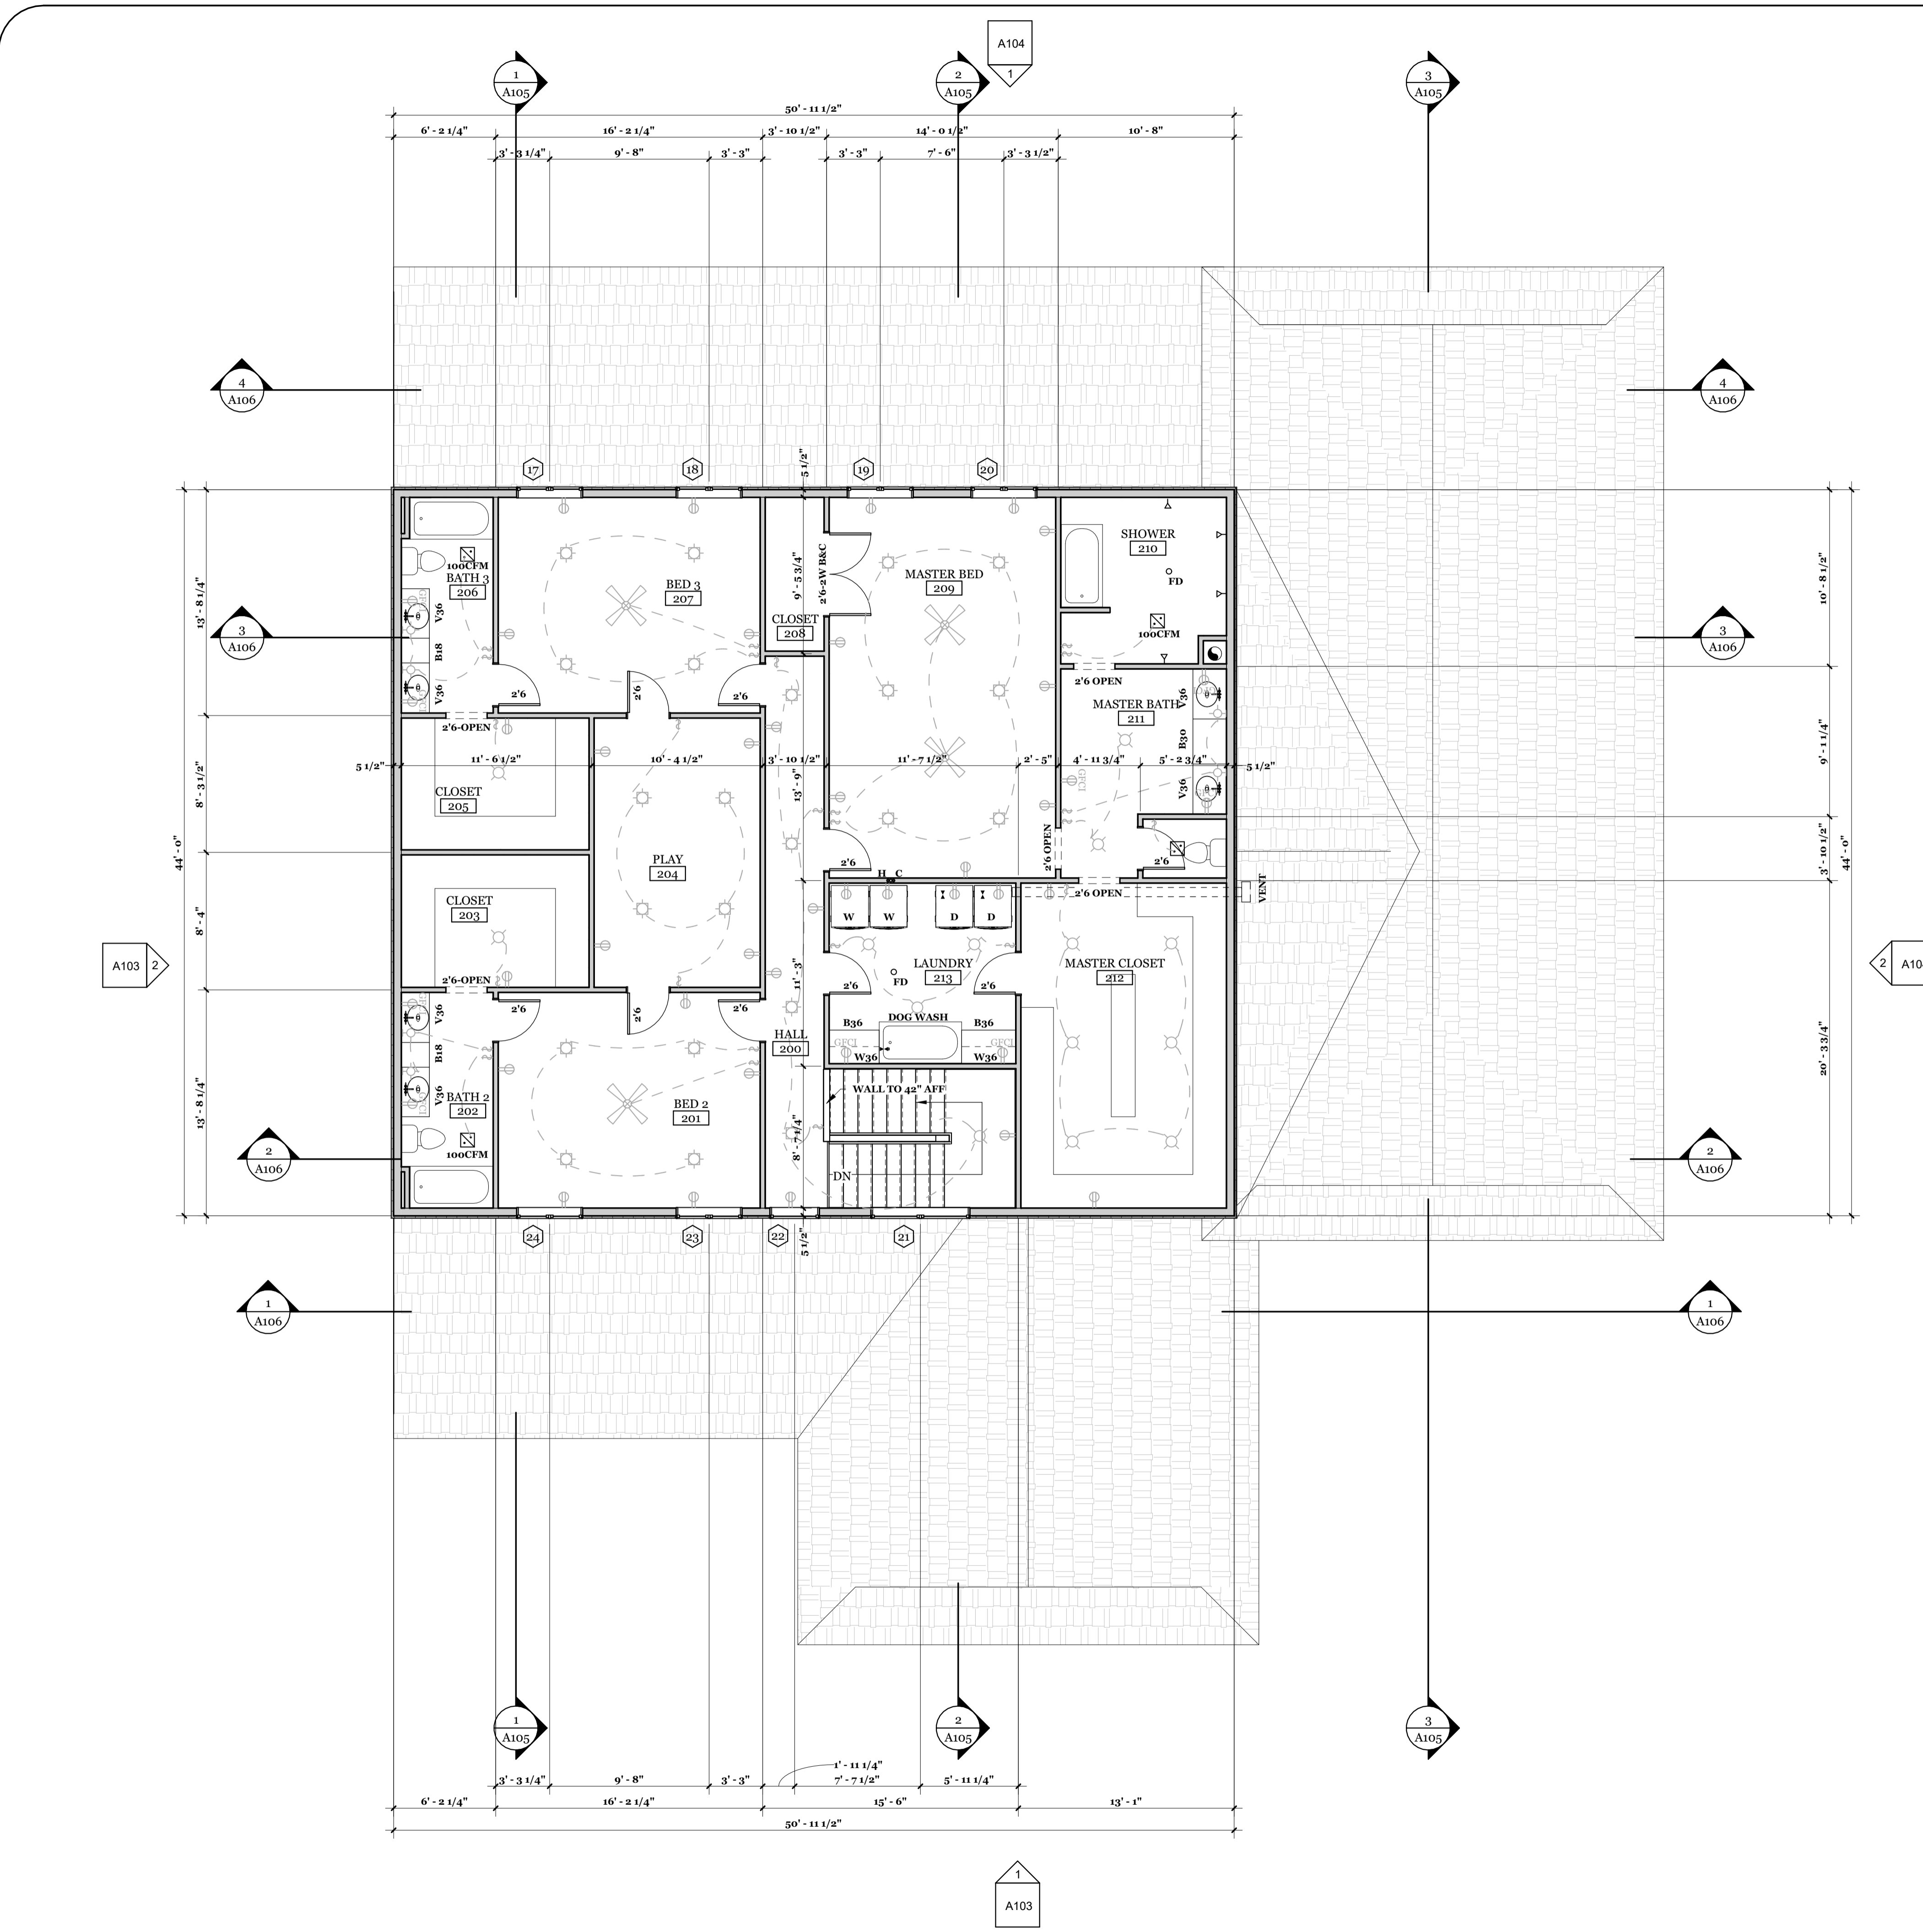 A104
1
1
A105
2
A105
3
A105
50' - 11 1/2"
6' - 2 1/4"
16' - 2 1/4"
3' - 10 1/2"
14' - 0 1/2"
10' - 8"
3' - 3 1/4"
9' - 8"
3' - 3"
3' - 3"
7' - 6"
3' - 3 1/2"
4
A106
4
A106
5 1/2"
17
18
19
20
SHOWER
210
FD
100CFM
100CFM
BATH 3
206
BED 3
207
9' - 5 3/4"
2'6-2W B&C
MASTER BED
209
CLOSET
208
13' - 8 1/4"
10' - 8 1/2"
GFCI
V36
B18
V36
GFCI
3
A106
3
A106
2'6
2'6
2'6
2'6 OPEN
MASTER BATH
211
V36
B30
V36
GFCI
2'6-OPEN
5 1/2"
11' - 6 1/2"
10' - 4 1/2"
3' - 10 1/2"
11' - 7 1/2"
2' - 5"
4' - 11 3/4"
5' - 2 3/4"
5 1/2"
8' - 3 1/2"
13' - 9"
9' - 1 1/4"
CLOSET
205
44' - 0"
PLAY
204
2'6
2'6 OPEN
2'6
3' - 10 1/2"
44' - 0"
H C
2'6 OPEN
VENT
CLOSET
203
8' - 4"
W
W
D
D
A103
2
2
2'6-OPEN
11' - 3"
LAUNDRY
213
FD
MASTER CLOSET
212
2'6
2'6
2'6
2'6
2'6
GFCI
V36
B18
V36
GFCI
HALL
200
B36
DOG WASH
B36
GFCI
GFCI
W36
W36
20' - 3 3/4"
WALL TO 42" AFF
BATH 2
202
BED 2
201
13' - 8 1/4"
8' - 7 1/4"
100CFM
DN
2
A106
2
A106
24
23
22
21
5 1/2"
1
A106
1
A106
1
A105
2
A105
3
A105
1' - 11 1/4"
3' - 3 1/4"
9' - 8"
3' - 3"
7' - 7 1/2"
5' - 11 1/4"
6' - 2 1/4"
16' - 2 1/4"
15' - 6"
13' - 1"
50' - 11 1/2"
1
A103